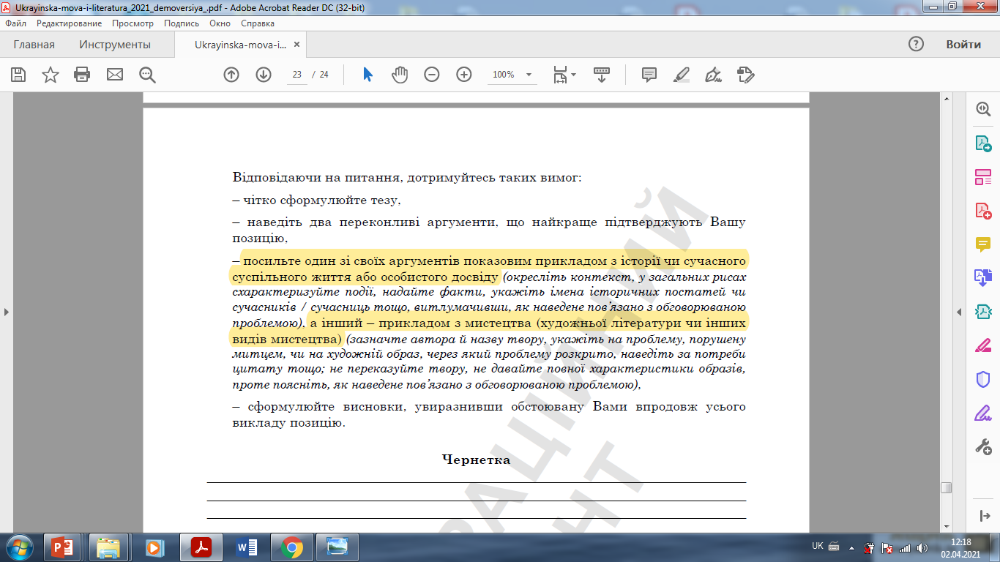 Ukrayinska-mova-i-literatura_2021_demoversiya_.pdf - Adobe Acrobat Reader DC (32-bit)
Файл Редактирование Просмотр Подпись Окно Справка
Главная Инструменты Ukrayinska-mova-i... × Войти
23 / 24 100%
Відповідаючи на питання, дотримуйтесь таких вимог:
– чітко сформулюйте тезу,
– наведіть два переконливі аргументи, що найкраще підтверджують Вашу
позицію,
– посильте один зі своїх аргументів показовим прикладом з історії чи сучасного
суспільного життя або особистого досвіду (окресліть контекст, у загальних рисах
схарактеризуйте події, надайте факти, укажіть імена історичних постатей чи
сучасників / сучасниць тощо, витлумачивши, як наведене пов’язано з обговорюваною
проблемою), а інший – прикладом з мистецтва (художньої літератури чи інших
видів мистецтва) (зазначте автора й назву твору, укажіть на проблему, порушену
митцем, чи на художній образ, через який проблему розкрито, наведіть за потреби
цитату тощо; не переказуйте твору, не давайте повної характеристики образів,
проте поясніть, як наведене пов’язано з обговорюваною проблемою),
– сформулюйте висновки, увиразнивши обстоювану Вами впродовж усього
викладу позицію.
Чернетка
РАЦІЙНИЙ
НТ
UK 12:18
02.04.2021